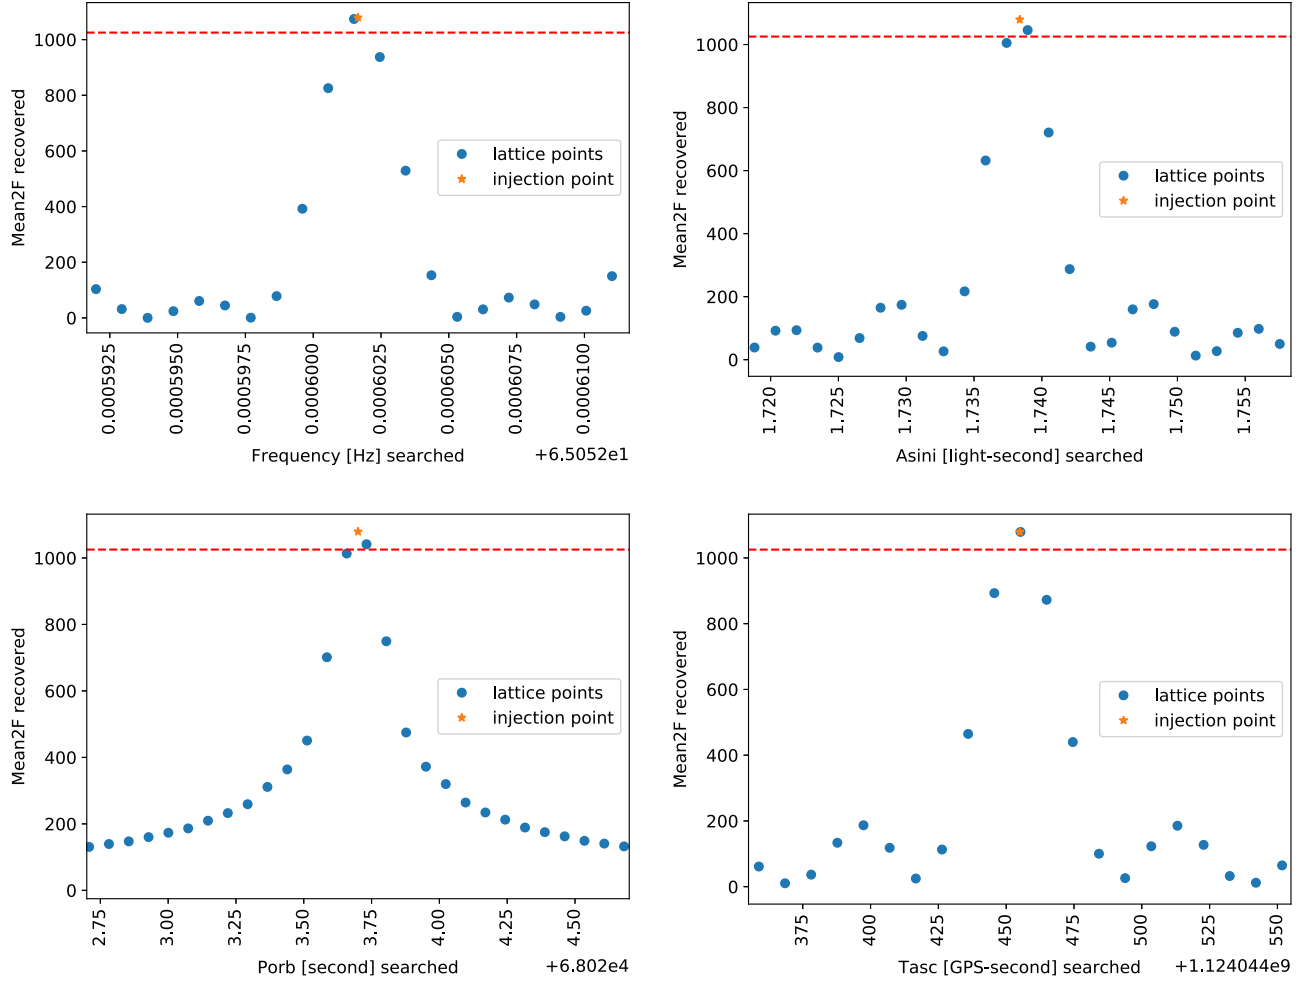 Mean2F recovered
1000
800
600
400
200
0
lattice points
injection point
0.0005925
0.0005950
0.0005975
0.0006000
0.0006025
0.0006050
0.0006075
0.0006100
Frequency [Hz] searched
+6.5052e1
Mean2F recovered
1000
800
600
400
200
0
lattice points
injection point
1.720
1.725
1.730
1.735
1.740
1.745
1.750
1.755
Asini [light-second] searched
Mean2F recovered
1000
800
600
400
200
0
lattice points
injection point
2.75
3.00
3.25
3.50
3.75
4.00
4.25
4.50
Porb [second] searched
+6.802e4
Mean2F recovered
1000
800
600
400
200
0
lattice points
injection point
375
400
425
450
475
500
525
550
Tasc [GPS-second] searched
+1.124044e9